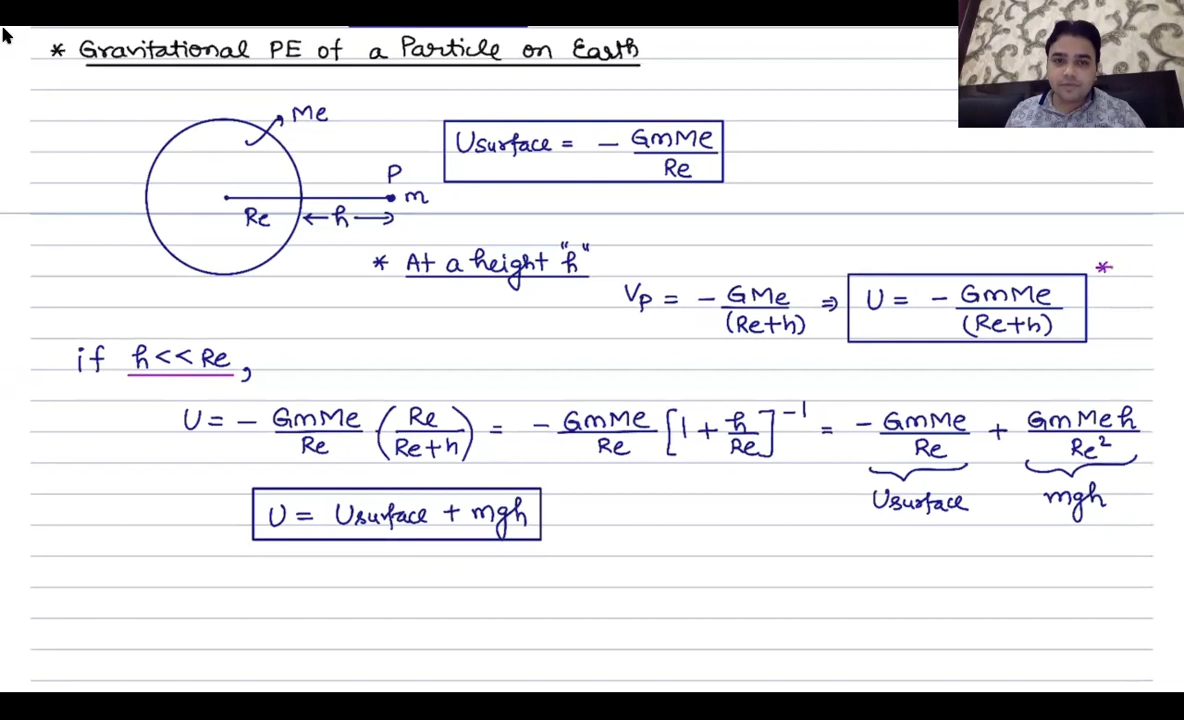 * Gravitational PE of a Particle on Earth
Me
Usurface = - GmMe/Re
P
m
Re
h
* At a height "h"
Vp = - GMe/(Re+h) ⇒ U = - GmMe/(Re+h) *
if h<<Re,
U = - GmMe/Re (Re/Re+h) = - GmMe/Re [1 + h/Re]^-1 = - GmMe/Re + GmMeh/Re²
Usurface mgh
U = Usurface + mgh